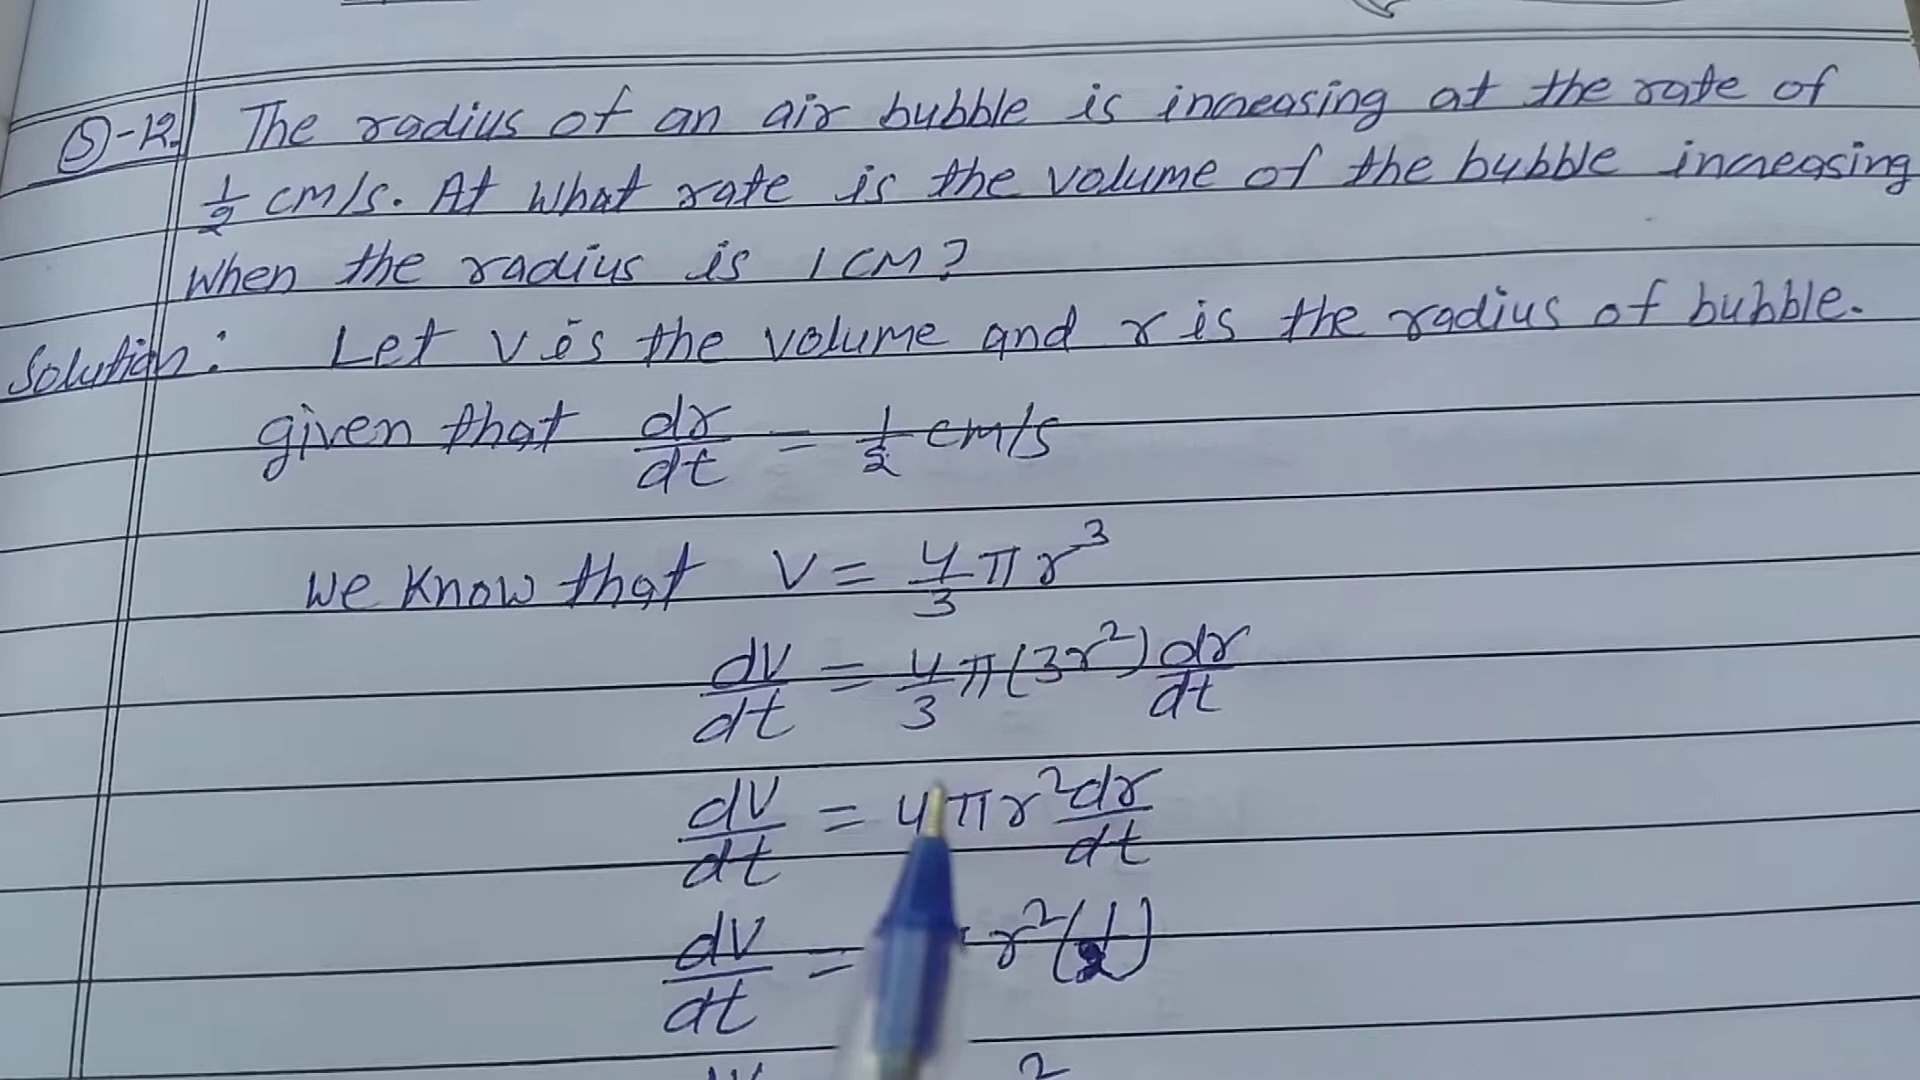 ⑤-12. The radius of an air bubble is increasing at the rate of
1/2 cm/s. At what rate is the volume of the bubble increasing
when the radius is 1 cm?
Solution: Let v is the volume and r is the radius of bubble.
given that dr/dt = 1/2 cm/s
we know that V = 4/3 π r³
dV/dt = 4/3 π(3r²) dr/dt
dV/dt = 4πr² dr/dt
dV/dt = r²(1/2)